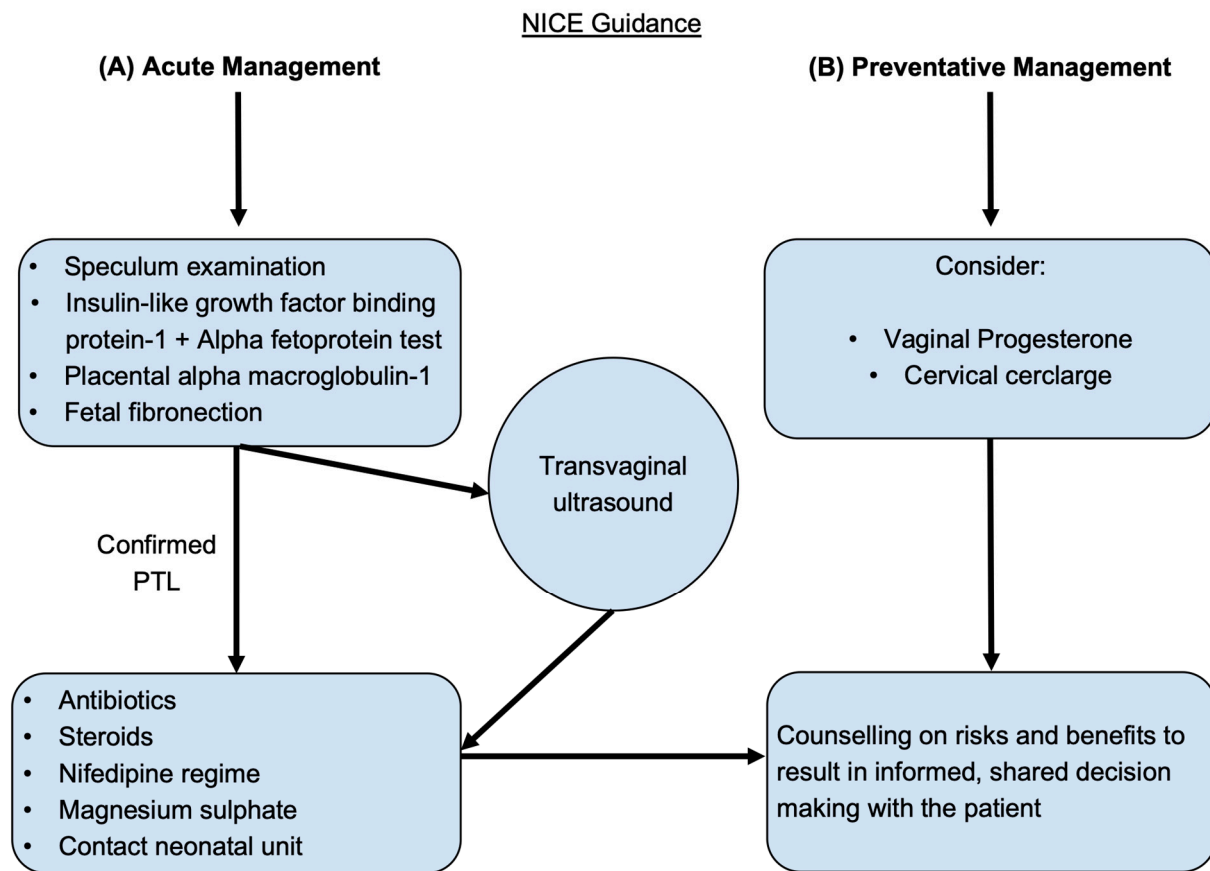 NICE Guidance
(A) Acute Management
(B) Preventative Management
• Speculum examination
• Insulin-like growth factor binding
protein-1 + Alpha fetoprotein test
• Placental alpha macroglobulin-1
• Fetal fibronection
Consider:
• Vaginal Progesterone
• Cervical cerclarge
Transvaginal
ultrasound
Confirmed
PTL
• Antibiotics
• Steroids
• Nifedipine regime
• Magnesium sulphate
• Contact neonatal unit
Counselling on risks and benefits to
result in informed, shared decision
making with the patient